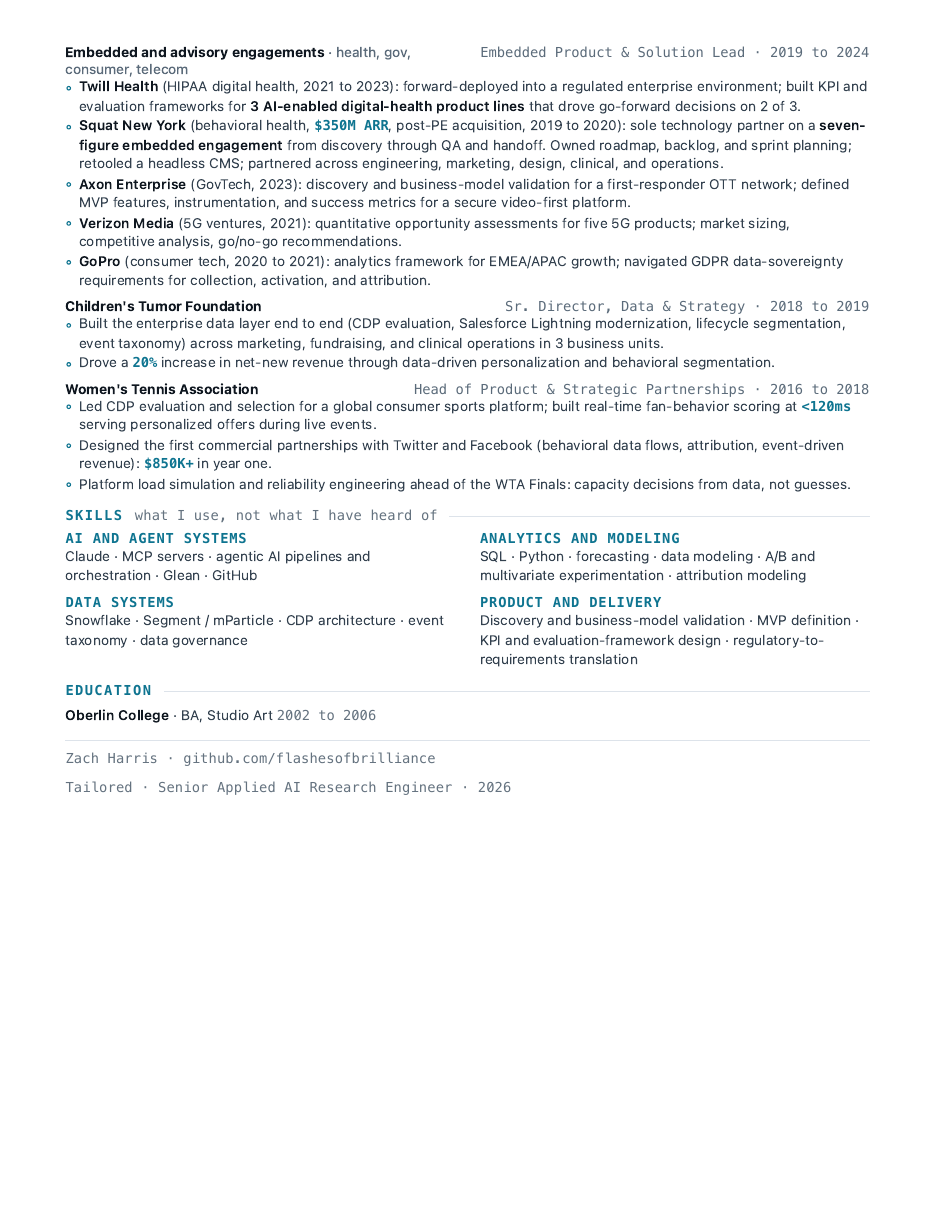 Embedded and advisory engagements · health, gov, Embedded Product & Solution Lead · 2019 to 2024
consumer, telecom
Twill Health (HIPAA digital health, 2021 to 2023): forward-deployed into a regulated enterprise environment; built KPI and
evaluation frameworks for 3 AI-enabled digital-health product lines that drove go-forward decisions on 2 of 3.
Squat New York (behavioral health, $350M ARR, post-PE acquisition, 2019 to 2020): sole technology partner on a seven-
figure embedded engagement from discovery through QA and handoff. Owned roadmap, backlog, and sprint planning;
retooled a headless CMS; partnered across engineering, marketing, design, clinical, and operations.
Axon Enterprise (GovTech, 2023): discovery and business-model validation for a first-responder OTT network; defined
MVP features, instrumentation, and success metrics for a secure video-first platform.
Verizon Media (5G ventures, 2021): quantitative opportunity assessments for five 5G products; market sizing,
competitive analysis, go/no-go recommendations.
GoPro (consumer tech, 2020 to 2021): analytics framework for EMEA/APAC growth; navigated GDPR data-sovereignty
requirements for collection, activation, and attribution.
Children's Tumor Foundation Sr. Director, Data & Strategy · 2018 to 2019
Built the enterprise data layer end to end (CDP evaluation, Salesforce Lightning modernization, lifecycle segmentation,
event taxonomy) across marketing, fundraising, and clinical operations in 3 business units.
Drove a 20% increase in net-new revenue through data-driven personalization and behavioral segmentation.
Women's Tennis Association Head of Product & Strategic Partnerships · 2016 to 2018
Led CDP evaluation and selection for a global consumer sports platform; built real-time fan-behavior scoring at <120ms
serving personalized offers during live events.
Designed the first commercial partnerships with Twitter and Facebook (behavioral data flows, attribution, event-driven
revenue): $850K+ in year one.
Platform load simulation and reliability engineering ahead of the WTA Finals: capacity decisions from data, not guesses.
SKILLS what I use, not what I have heard of
AI AND AGENT SYSTEMS
Claude · MCP servers · agentic AI pipelines and
orchestration · Glean · GitHub
ANALYTICS AND MODELING
SQL · Python · forecasting · data modeling · A/B and
multivariate experimentation · attribution modeling
DATA SYSTEMS
Snowflake · Segment / mParticle · CDP architecture · event
taxonomy · data governance
PRODUCT AND DELIVERY
Discovery and business-model validation · MVP definition ·
KPI and evaluation-framework design · regulatory-to-
requirements translation
EDUCATION
Oberlin College · BA, Studio Art 2002 to 2006
Zach Harris · github.com/flashesofbrilliance
Tailored · Senior Applied AI Research Engineer · 2026